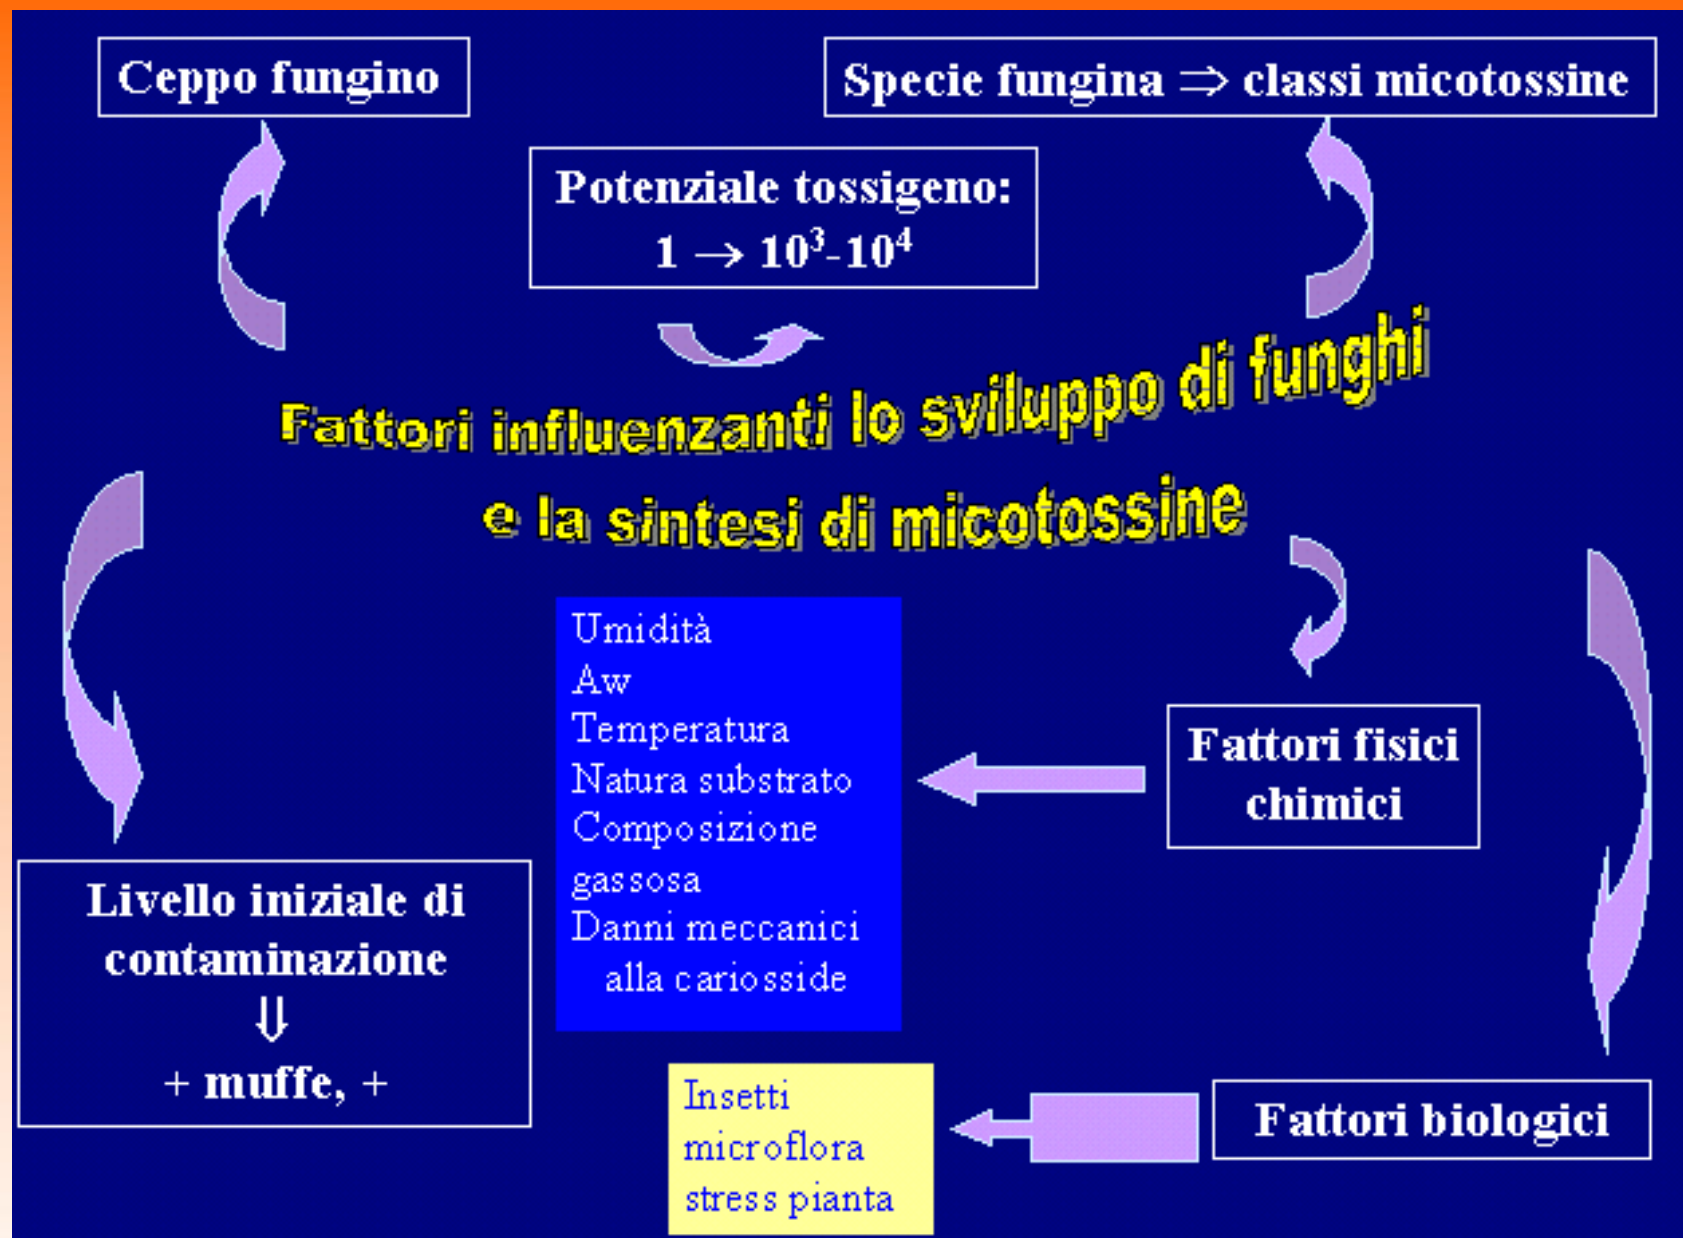 Ceppo fungino
Specie fungina ⇒ classi micotossine
Potenziale tossigeno:
1 → 10³-10⁴
Fattori influenzanti lo sviluppo di funghi
e la sintesi di micotossine
Umidità
Aw
Temperatura
Natura substrato
Composizione
gassosa
Danni meccanici
alla cariosside
Fattori fisici
chimici
Livello iniziale di
contaminazione
⇓
+ muffe, +
Insetti
microflora
stress pianta
Fattori biologici